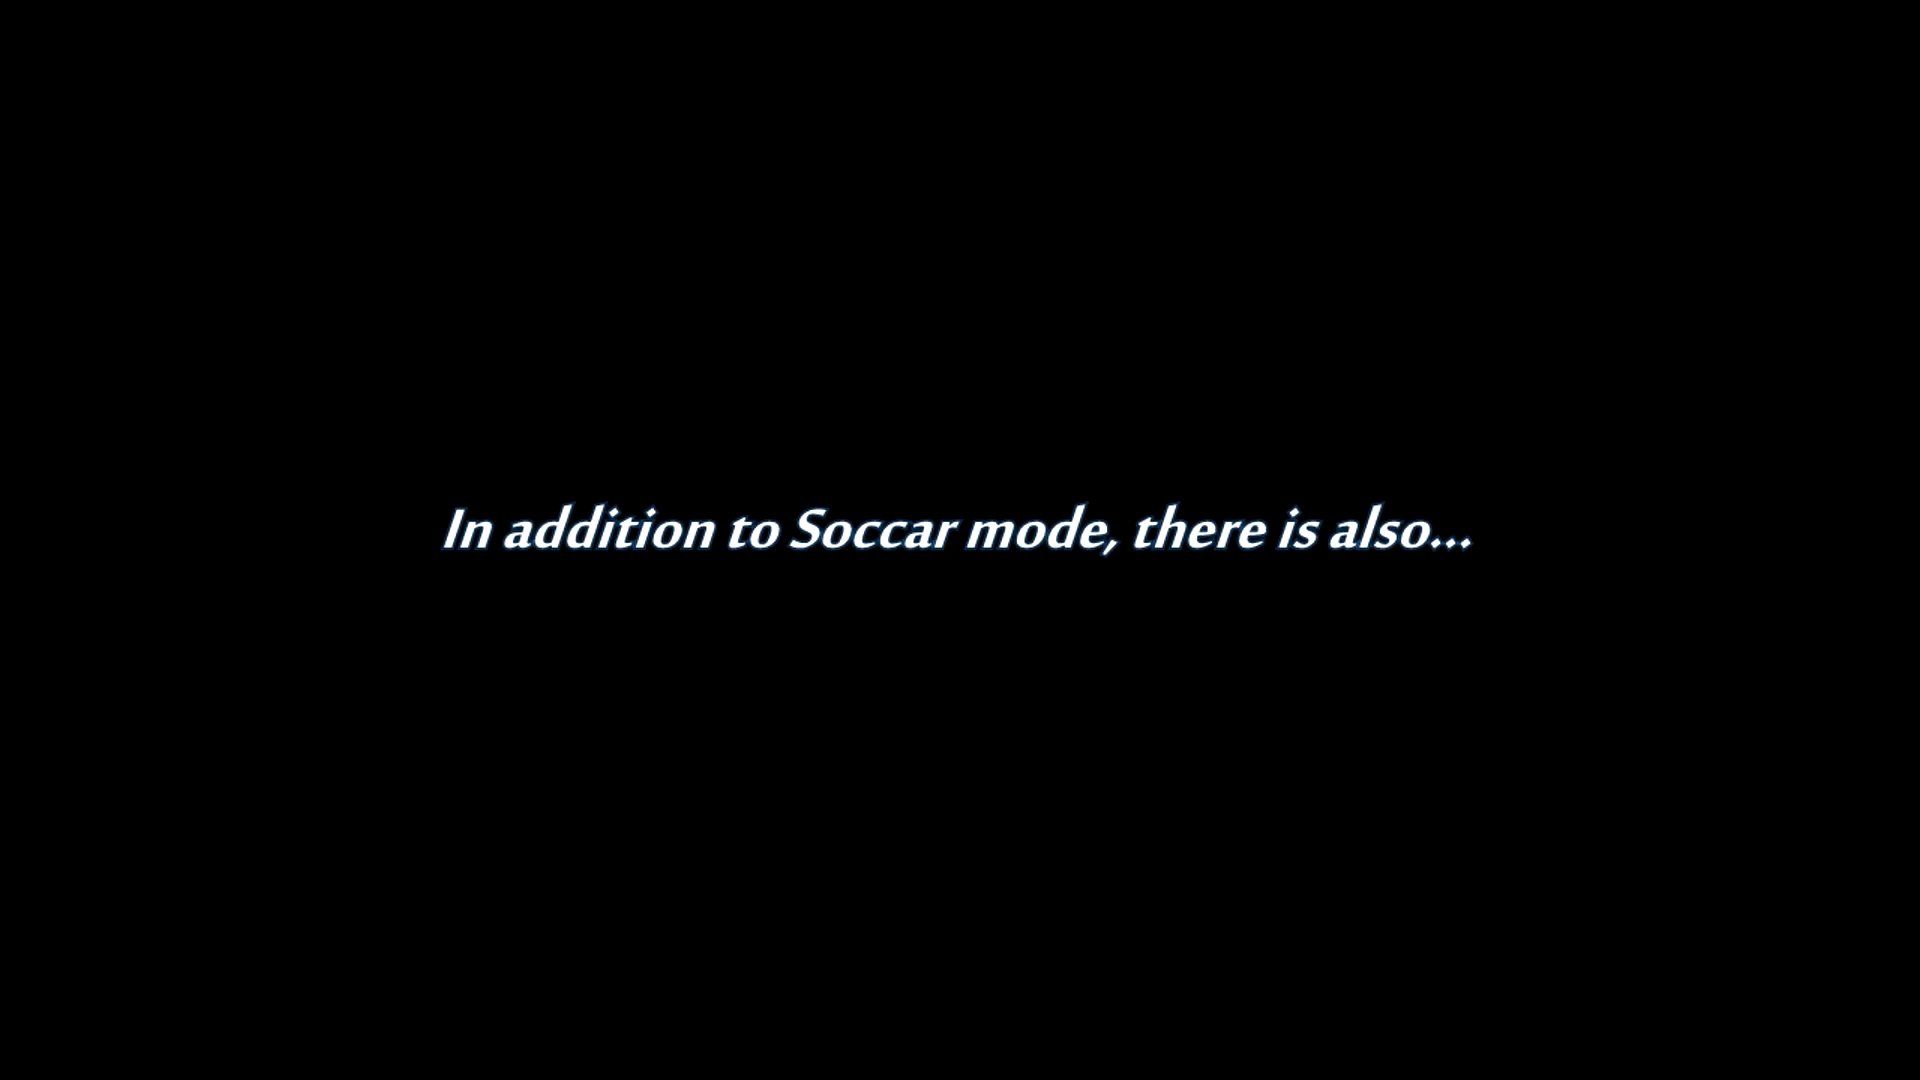 In addition to Soccar mode, there is also...